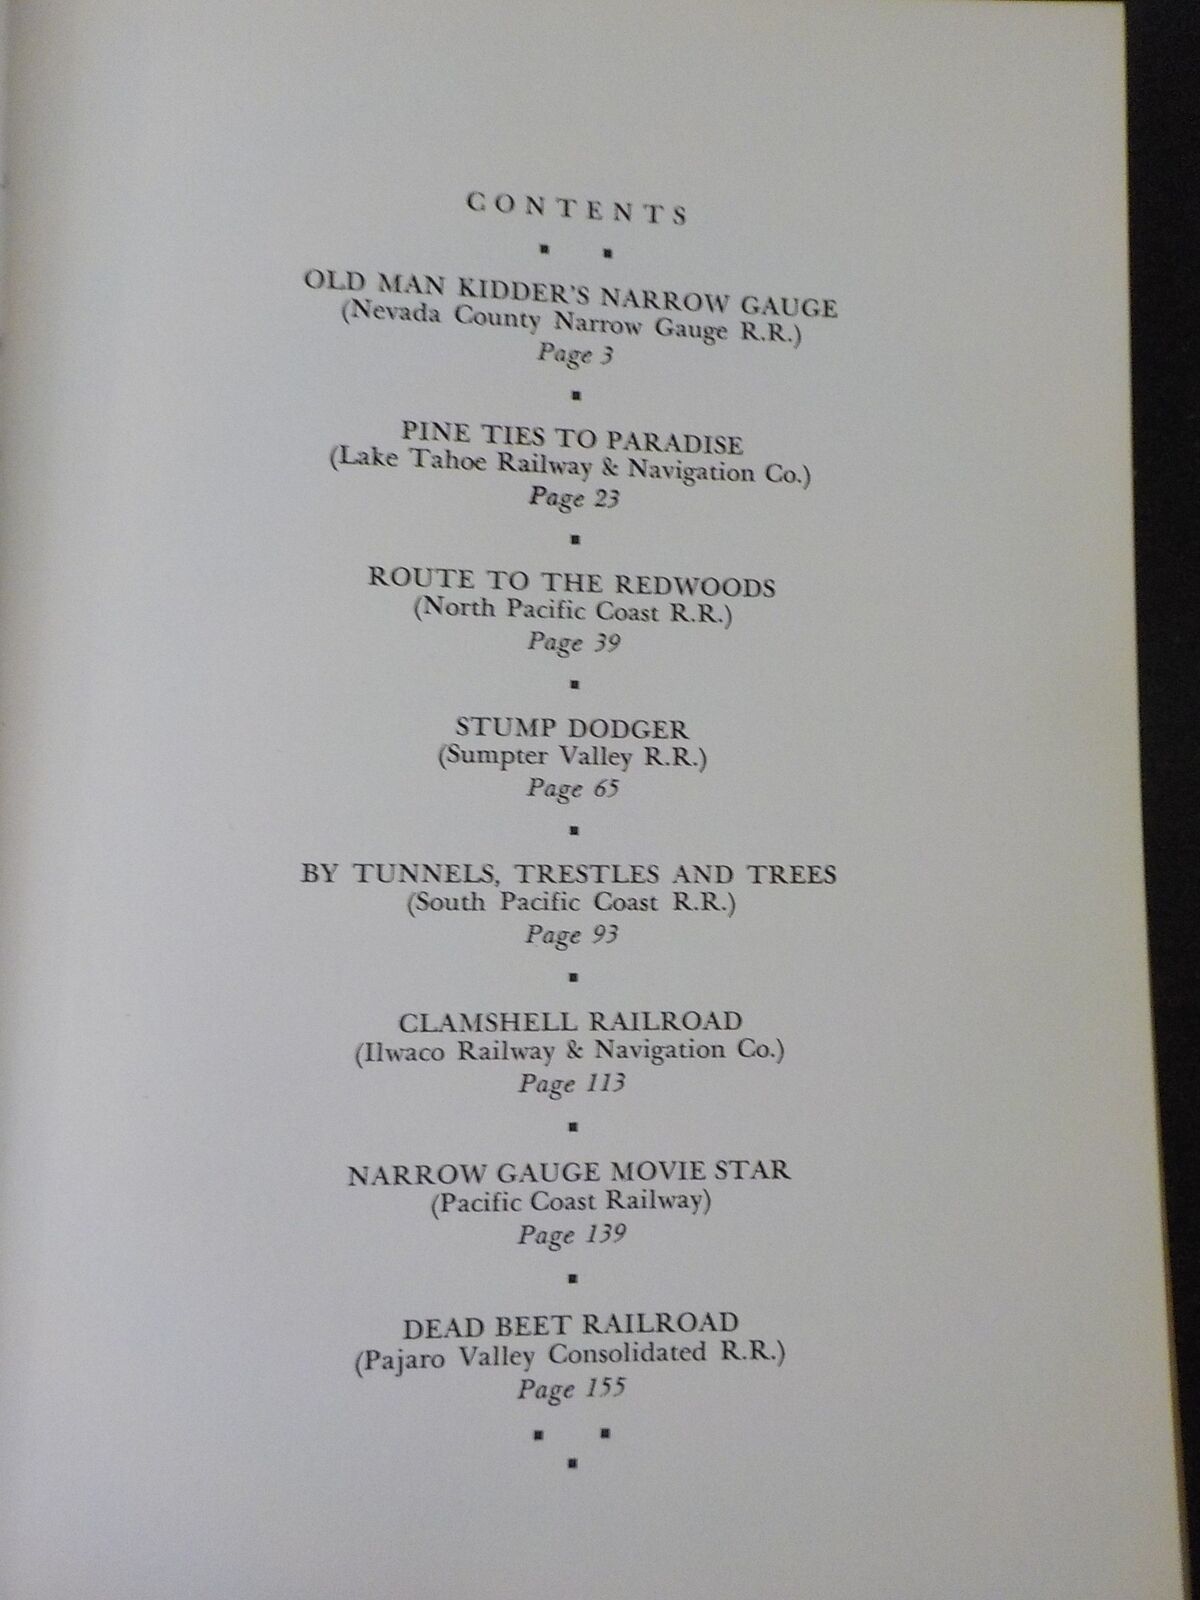 CONTENTS
OLD MAN KIDDER'S NARROW GAUGE
(Nevada County Narrow Gauge R.R.)
Page 3
PINE TIES TO PARADISE
(Lake Tahoe Railway & Navigation Co.)
Page 23
ROUTE TO THE REDWOODS
(North Pacific Coast R.R.)
Page 39
STUMP DODGER
(Sumpter Valley R.R.)
Page 65
BY TUNNELS, TRESTLES AND TREES
(South Pacific Coast R.R.)
Page 93
CLAMSHELL RAILROAD
(Ilwaco Railway & Navigation Co.)
Page 113
NARROW GAUGE MOVIE STAR
(Pacific Coast Railway)
Page 139
DEAD BEET RAILROAD
(Pajaro Valley Consolidated R.R.)
Page 155